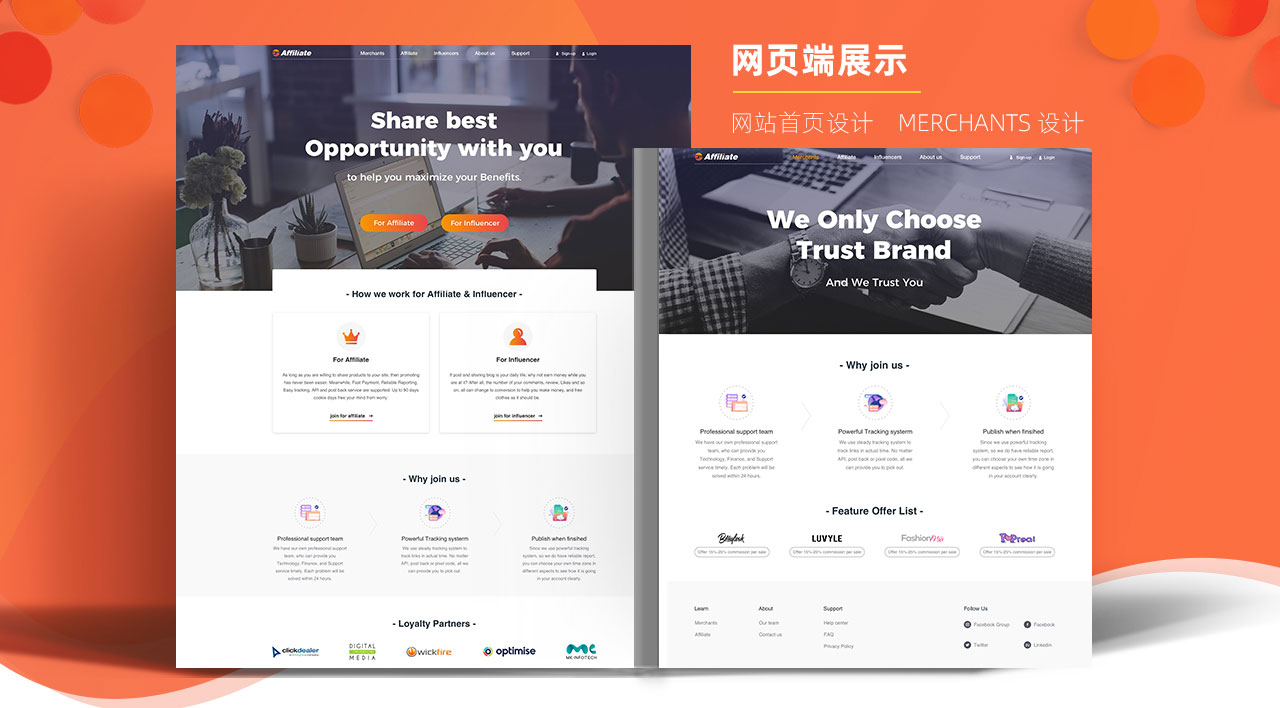 网页端展示
网站首页设计 MERCHANTS 设计
Affiliate
Merchants Affiliate Influencers About us Support Sign up Login
Share best
Opportunity with you
to help you maximize your Benefits.
For Affiliate For Influencer
- How we work for Affiliate & Influencer -
For Affiliate
As long as you are willing to share products to your site, then promoting
has never been easier. Meanwhile, Fast Payment, Reliable Reporting,
Easy tracking, API and post back service are supported. Up to 90 days
cookie days free your mind from worry.
join for affiliate →
For Influencer
If post and sharing blog is your daily life, why not earn money while you
are at it? After all, the number of your comments, review, Likes and so
on, all can change to conversion to help you make money, and free
clothes as it should be.
join for influencer →
- Why join us -
Professional support team
We have our own professional support
team, who can provide you
Technology, Finance, and Support
service timely. Each problem will be
solved within 24 hours.
Powerful Tracking systerm
We use steady tracking system to
track links in actual time. No matter
API, post back or pixel code, all we
can provide you to pick out.
Publish when finsihed
Since we use powerful tracking
system, so we do have reliable report,
you can choose your own time zone in
different aspects to see how it is going
in your account clearly.
- Loyalty Partners -
clickdealer
DIGITAL
MEDIA
wickfire
optimise
MK INFOTECH
Affiliate
Merchants Affiliate Influencers About us Support Sign up Login
We Only Choose
Trust Brand
And We Trust You
- Why join us -
Professional support team
We have our own professional support
team, who can provide you
Technology, Finance, and Support
service timely. Each problem will be
solved within 24 hours.
Powerful Tracking systerm
We use steady tracking system to
track links in actual time. No matter
API, post back or pixel code, all we
can provide you to pick out.
Publish when finsihed
Since we use powerful tracking
system, so we do have reliable report,
you can choose your own time zone in
different aspects to see how it is going
in your account clearly.
- Feature Offer List -
LUVYLE
Offer 15%-25% commission per sale
Offer 15%-25% commission per sale
Offer 15%-25% commission per sale
Offer 15%-25% commission per sale
Learn About Support Follow Us
Merchants Our team Help center Facebook Group Facebook
Affiliate Contact us FAQ
Privacy Policy Twitter Linkedin